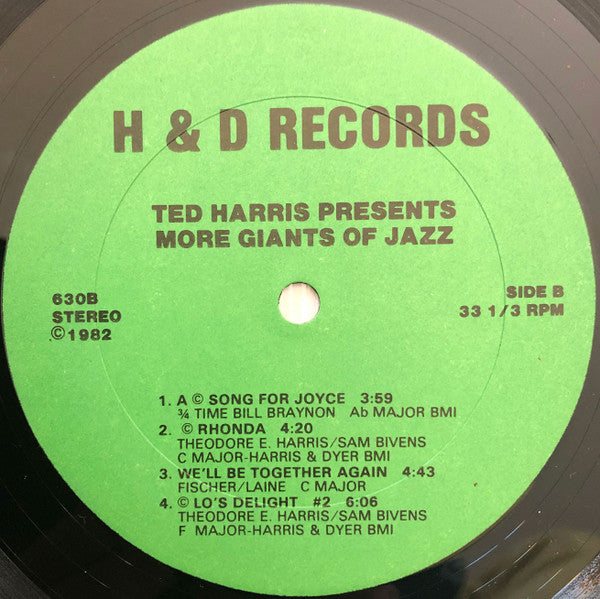 H & D RECORDS
TED HARRIS PRESENTS
MORE GIANTS OF JAZZ
630B
STEREO
©1982
SIDE B
33 1/3 RPM
1. A © SONG FOR JOYCE 3:59
¾ TIME BILL BRAYNON Ab MAJOR BMI
2. © RHONDA 4:20
THEODORE E. HARRIS/SAM BIVENS
C MAJOR-HARRIS & DYER BMI
3. WE'LL BE TOGETHER AGAIN 4:43
FISCHER/LAINE C MAJOR
4. © LO'S DELIGHT #2 6:06
THEODORE E. HARRIS/SAM BIVENS
F MAJOR-HARRIS & DYER BMI